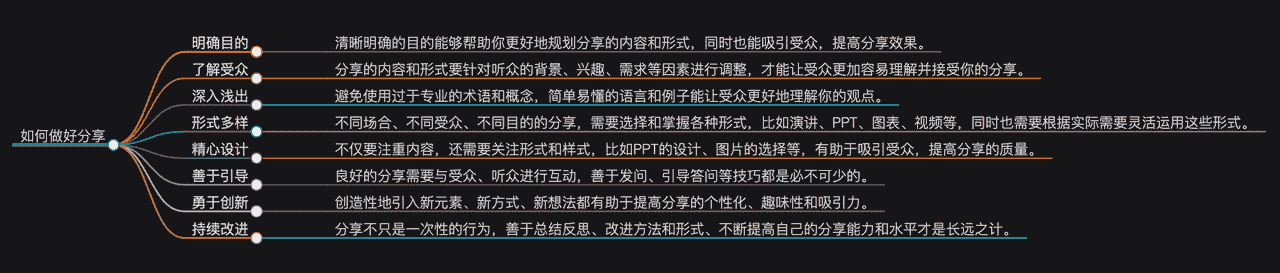 如何做好分享
明确目的
清晰明确的目的能够帮助你更好地规划分享的内容和形式，同时也能吸引受众，提高分享效果。
了解受众
分享的内容和形式要针对听众的背景、兴趣、需求等因素进行调整，才能让受众更加容易理解并接受你的分享。
深入浅出
避免使用过于专业的术语和概念，简单易懂的语言和例子能让受众更好地理解你的观点。
形式多样
不同场合、不同受众、不同目的的分享，需要选择和掌握各种形式，比如演讲、PPT、图表、视频等，同时也需要根据实际需要灵活运用这些形式。
精心设计
不仅要注重内容，还需要关注形式和样式，比如PPT的设计、图片的选择等，有助于吸引受众，提高分享的质量。
善于引导
良好的分享需要与受众、听众进行互动，善于发问、引导答问等技巧都是必不可少的。
勇于创新
创造性地引入新元素、新方式、新想法都有助于提高分享的个性化、趣味性和吸引力。
持续改进
分享不只是一次性的行为，善于总结反思、改进方法和形式、不断提高自己的分享能力和水平才是长远之计。